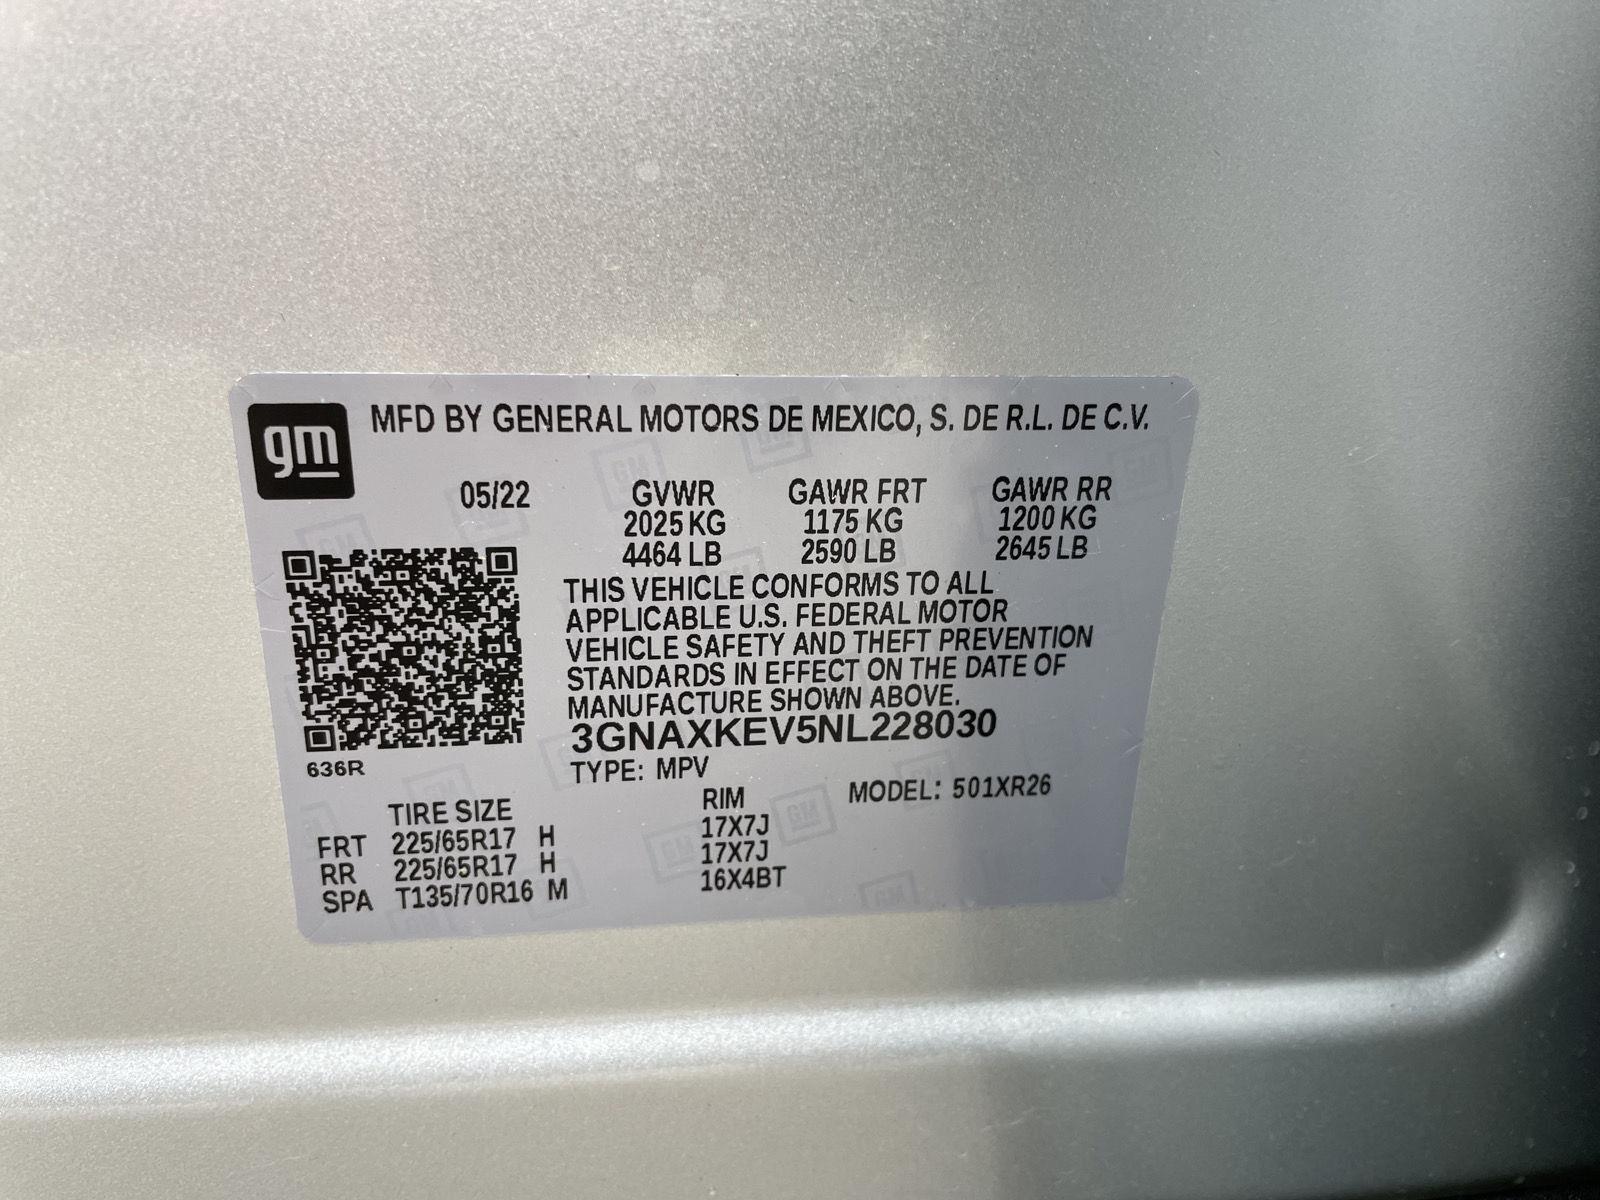 gm
MFD BY GENERAL MOTORS DE MEXICO, S. DE R.L. DE C.V.
05/22 GVWR GAWR FRT GAWR RR
2025 KG 1175 KG 1200 KG
4464 LB 2590 LB 2645 LB
THIS VEHICLE CONFORMS TO ALL
APPLICABLE U.S. FEDERAL MOTOR
VEHICLE SAFETY AND THEFT PREVENTION
STANDARDS IN EFFECT ON THE DATE OF
MANUFACTURE SHOWN ABOVE.
3GNAXKEV5NL228030
636R
TYPE: MPV MODEL: 501XR26
TIRE SIZE RIM
FRT 225/65R17 H 17X7J
RR 225/65R17 H 17X7J
SPA T135/70R16 M 16X4BT